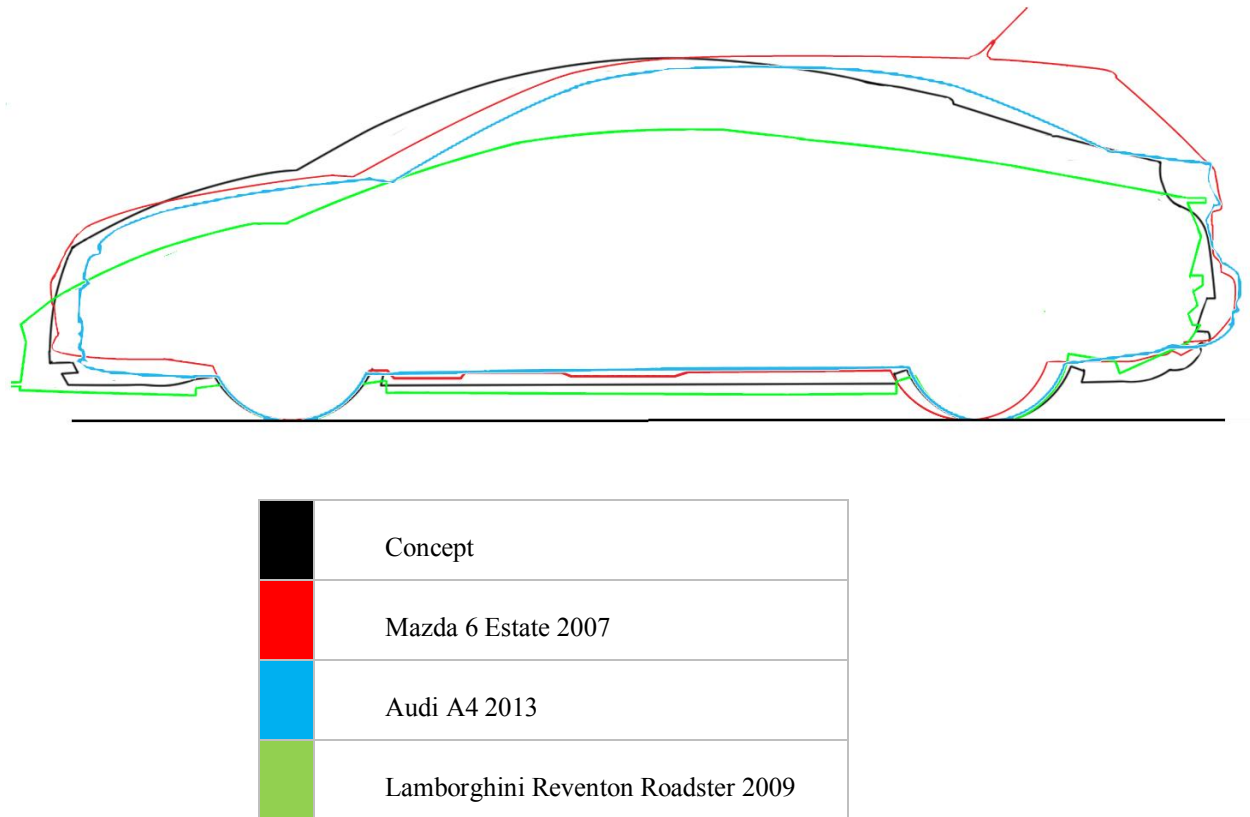 Concept
Mazda 6 Estate 2007
Audi A4 2013
Lamborghini Reventon Roadster 2009